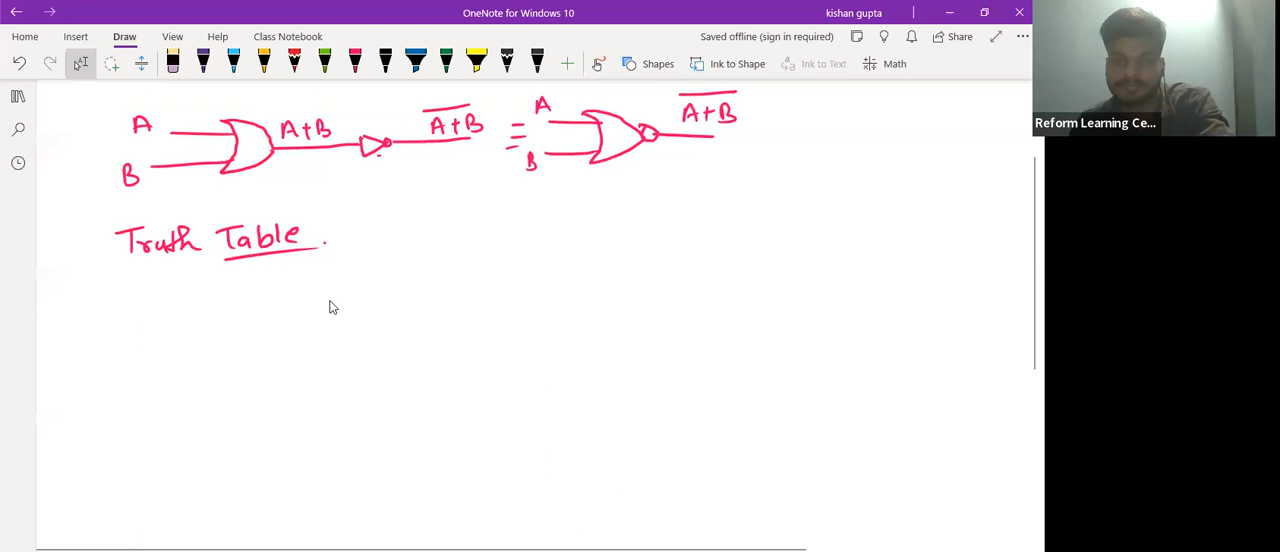 OneNote for Windows 10
kishan gupta
Home Insert Draw View Help Class Notebook
Saved offline (sign in required)
Share
Shapes Ink to Shape Ink to Text Math
Reform Learning Ce...
A
B
A+B
A+B
≡
A
B
A+B
Truth Table.